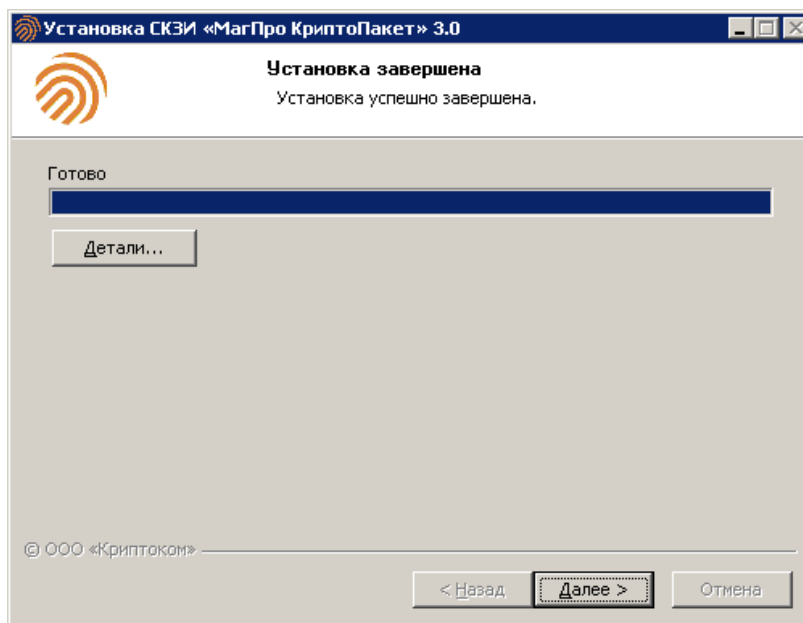 Установка СКЗИ «МагПро КриптоПакет» 3.0
Установка завершена
Установка успешно завершена.
Готово
Детали...
© ООО «Криптоком»
< Назад
Далее >
Отмена